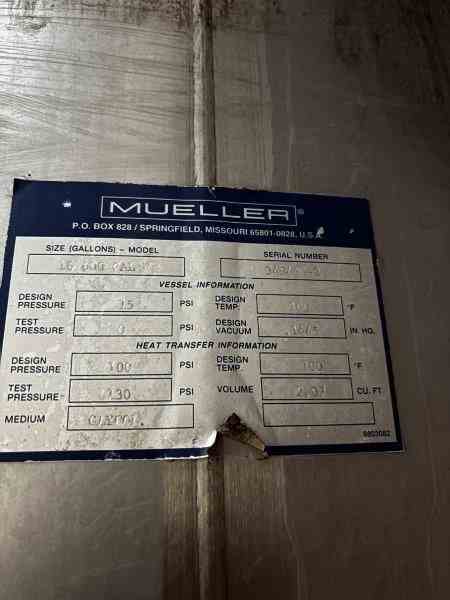 MUELLER®
P.O. BOX 828 / SPRINGFIELD, MISSOURI 65801-0828, U.S.A.
SIZE (GALLONS) – MODEL SERIAL NUMBER
VESSEL INFORMATION
DESIGN PRESSURE 15 PSI DESIGN TEMP. °F
TEST PRESSURE PSI DESIGN VACUUM IN. HG.
HEAT TRANSFER INFORMATION
DESIGN PRESSURE 100 PSI DESIGN TEMP. 100 °F
TEST PRESSURE 130 PSI VOLUME CU. FT.
MEDIUM
8803082